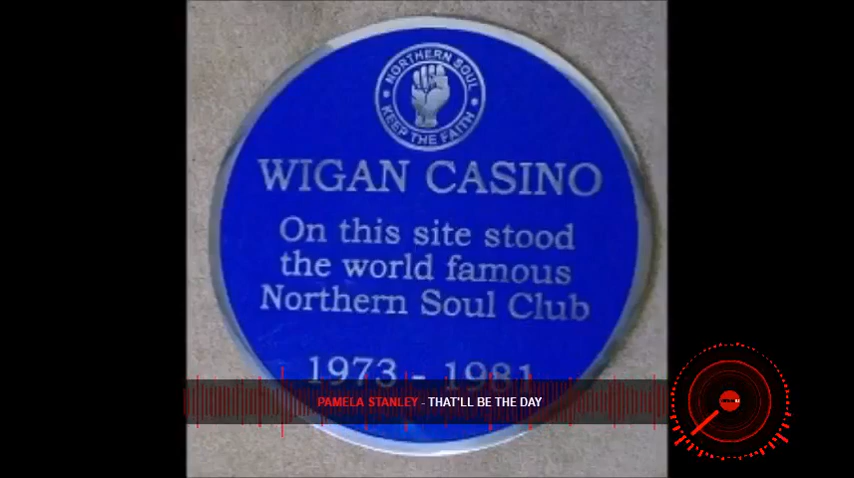 NORTHERN SOUL
KEEP THE FAITH
WIGAN CASINO
On this site stood
the world famous
Northern Soul Club
1973 - 1981
PAMELA STANLEY - THAT'LL BE THE DAY